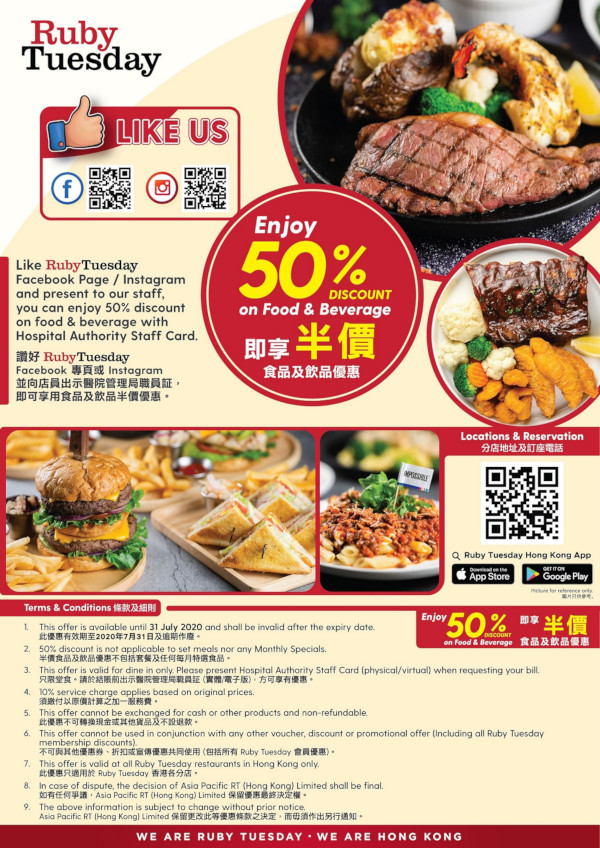 Ruby
Tuesday
LIKE US
Enjoy
50%
DISCOUNT
on Food & Beverage
即享 半價
食品及飲品優惠
Like Ruby Tuesday
Facebook Page / Instagram
and present to our staff,
you can enjoy 50% discount
on food & beverage with
Hospital Authority Staff Card.
讚好 Ruby Tuesday
Facebook 專頁或 Instagram
並向店員出示醫院管理局職員証，
即可享用食品及飲品半價優惠。
IMPOSSIBLE
Locations & Reservation
分店地址及訂座電話
Ruby Tuesday Hong Kong App
Download on the
App Store
GET IT ON
Google Play
Picture for reference only.
圖片只供參考。
Terms & Conditions 條款及細則
Enjoy 50% DISCOUNT on Food & Beverage
即享 半價
食品及飲品優惠
1. This offer is available until 31 July 2020 and shall be invalid after the expiry date.
此優惠有效期至2020年7月31日及逾期作廢。
2. 50% discount is not applicable to set meals nor any Monthly Specials.
半價食品及飲品優惠不包括套餐及任何每月特選食品。
3. This offer is valid for dine in only. Please present Hospital Authority Staff Card (physical/virtual) when requesting your bill.
只限堂食。請於結賬前出示醫院管理局職員証 (實體/電子版)，方可享有優惠。
4. 10% service charge applies based on original prices.
須繳付以原價計算之加一服務費。
5. This offer cannot be exchanged for cash or other products and non-refundable.
此優惠不可轉換現金或其他貨品及不設退款。
6. This offer cannot be used in conjunction with any other voucher, discount or promotional offer (Including all Ruby Tuesday
membership discounts).
不可與其他優惠券、折扣或宣傳優惠共同使用 (包括所有 Ruby Tuesday 會員優惠)。
7. This offer is valid at all Ruby Tuesday restaurants in Hong Kong only.
此優惠只適用於 Ruby Tuesday 香港各分店。
8. In case of dispute, the decision of Asia Pacific RT (Hong Kong) Limited shall be final.
如有任何爭議，Asia Pacific RT (Hong Kong) Limited 保留優惠最終決定權。
9. The above information is subject to change without prior notice.
Asia Pacific RT (Hong Kong) Limited 保留更改此等優惠條款之決定，而毋須作出另行通知。
WE ARE RUBY TUESDAY • WE ARE HONG KONG